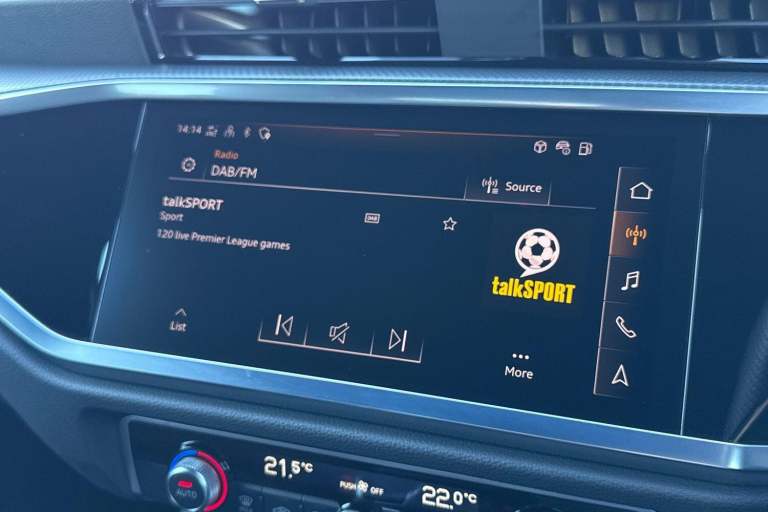 14:14
Radio
DAB/FM
Source
talkSPORT
DAB
Sport
120 live Premier League games
talkSPORT
List
More
21.5°C
AUTO
PUSH OFF
22.0°C